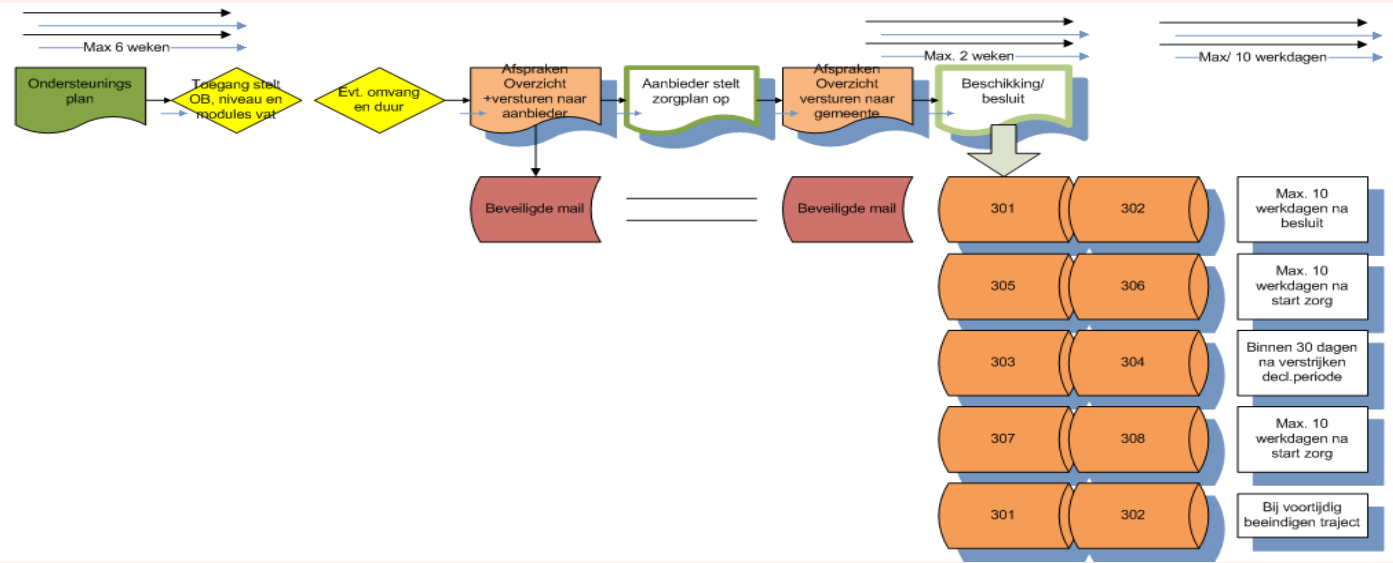 Max 6 weken
Max. 2 weken
Max/ 10 werkdagen
Ondersteunings
plan
Toegang stelt
OB, niveau en
modules vat
Evt. omvang
en duur
Afspraken
Overzicht
+versturen naar
aanbieder
Aanbieder stelt
zorgplan op
Afspraken
Overzicht
versturen naar
gemeente
Beschikking/
besluit
Beveiligde mail
Beveiligde mail
301
302
Max. 10
werkdagen na
besluit
305
306
Max. 10
werkdagen na
start zorg
303
304
Binnen 30 dagen
na verstrijken
decl.periode
307
308
Max. 10
werkdagen na
start zorg
301
302
Bij voortijdig
beeindigen traject